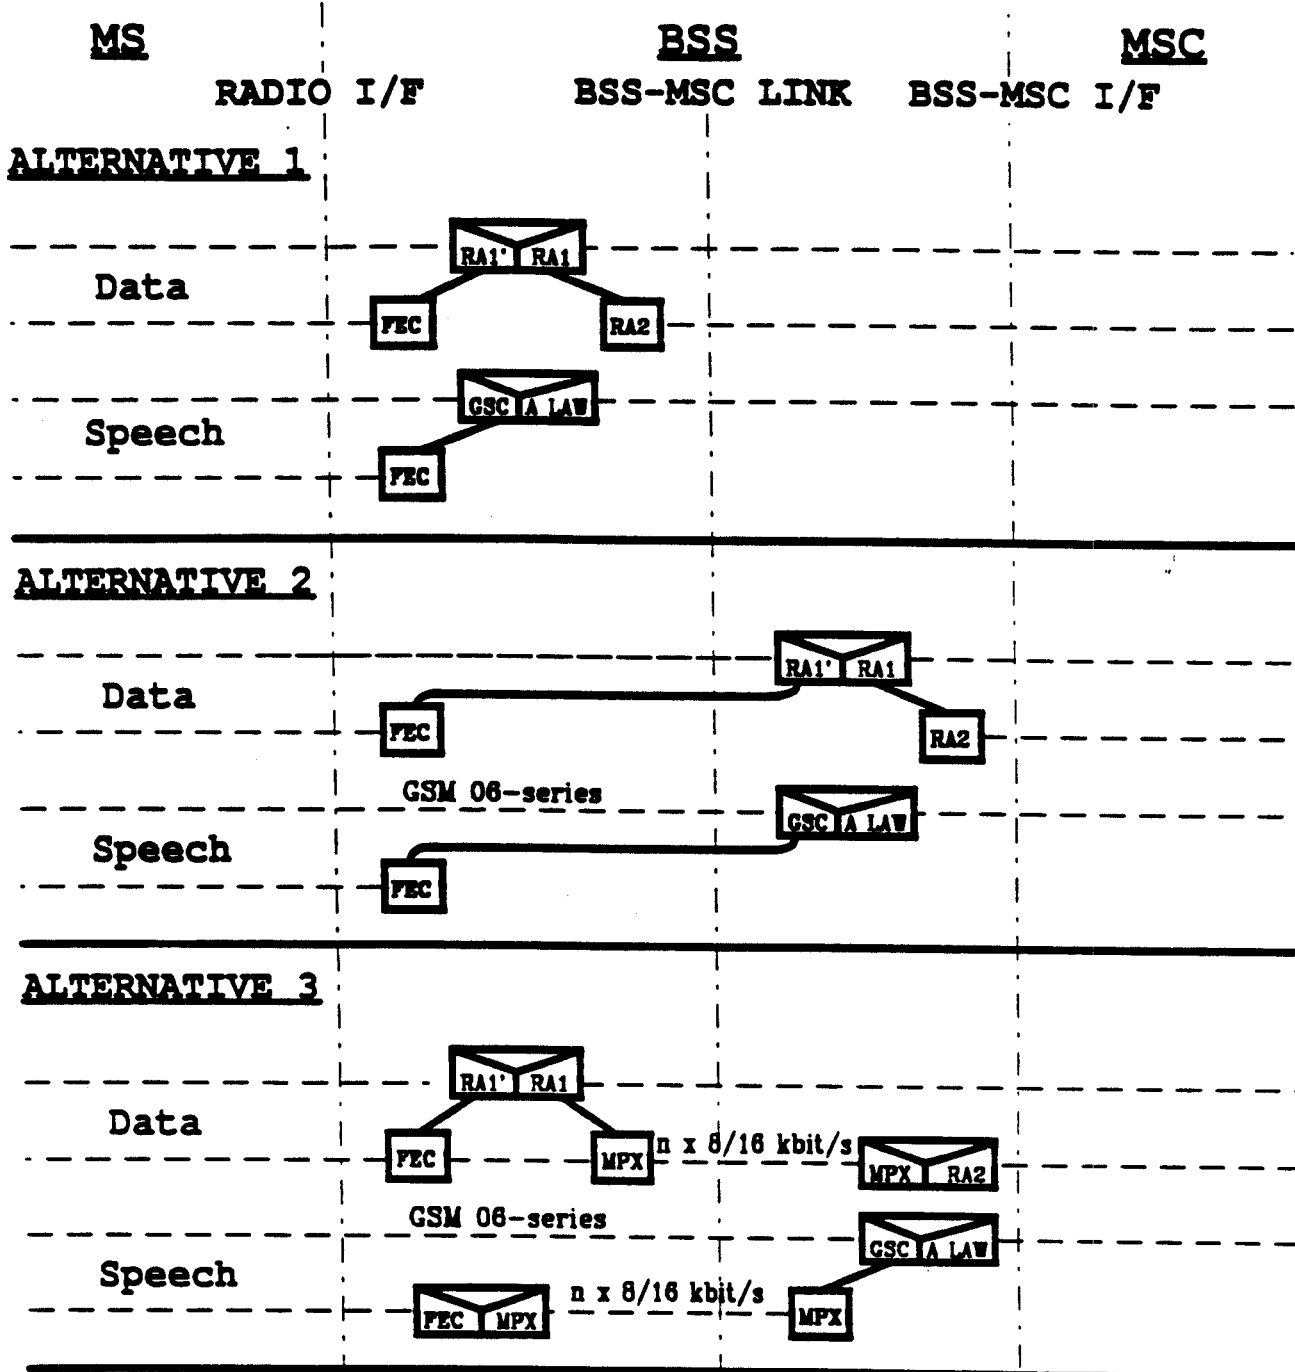 MS BSS MSC
RADIO I/F BSS-MSC LINK BSS-MSC I/F
ALTERNATIVE 1
RA1' RA1
Data
FEC RA2
GSC A LAW
Speech
FEC
ALTERNATIVE 2
RA1' RA1
Data
FEC RA2
GSM 06-series
GSC A LAW
Speech
FEC
ALTERNATIVE 3
RA1' RA1
Data
FEC MPX n x 8/16 kbit/s MPX RA2
GSM 06-series
GSC A LAW
Speech
FEC MPX n x 8/16 kbit/s MPX